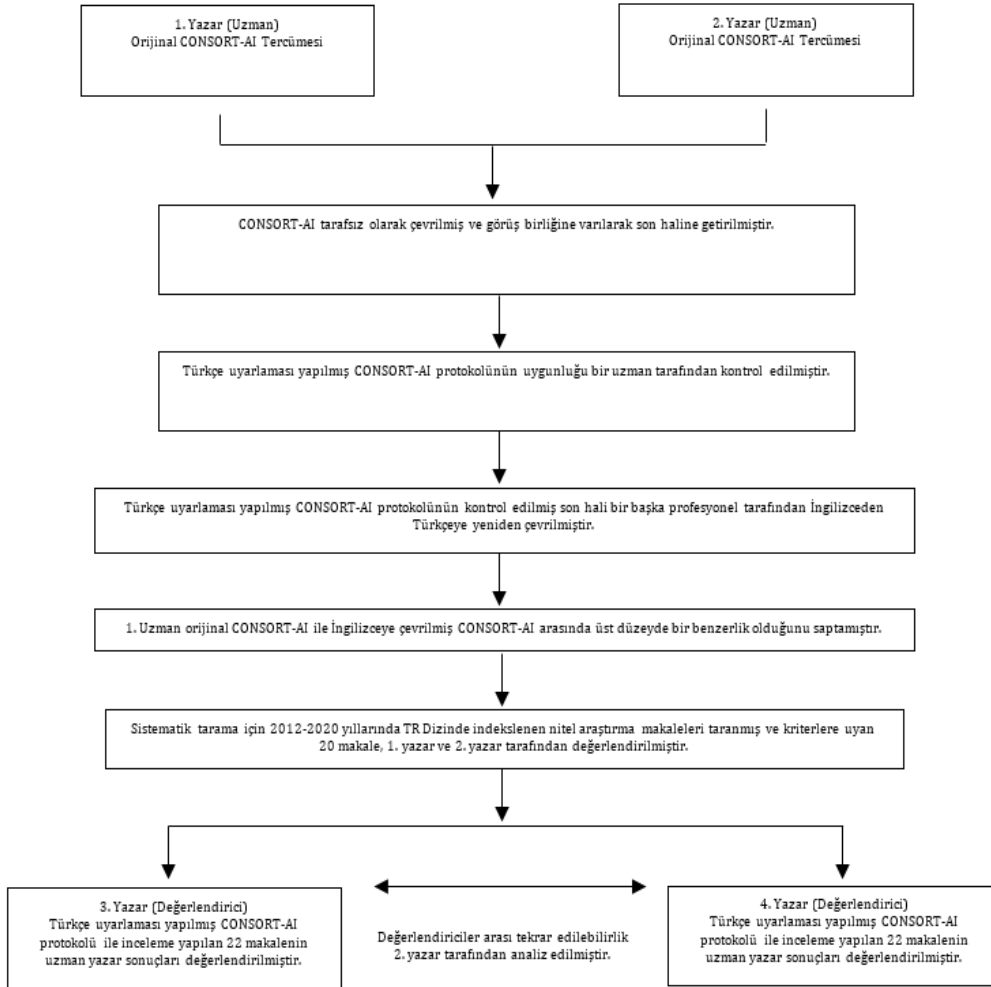 1. Yazar (Uzman)
Orijinal CONSORT-AI Tercümesi
2. Yazar (Uzman)
Orijinal CONSORT-AI Tercümesi
CONSORT-AI tarafsız olarak çevrilmiş ve görüş birliğine varılarak son haline getirilmiştir.
Türkçe uyarlaması yapılmış CONSORT-AI protokolünün uygunluğu bir uzman tarafından kontrol edilmiştir.
Türkçe uyarlaması yapılmış CONSORT-AI protokolünün kontrol edilmiş son hali bir başka profesyonel tarafından İngilizceden
Türkçeye yeniden çevrilmiştir.
1. Uzman orijinal CONSORT-AI ile İngilizceye çevrilmiş CONSORT-AI arasında üst düzeyde bir benzerlik olduğunu saptamıştır.
Sistematik tarama için 2012-2020 yıllarında TR Dizinde indekslenen nitel araştırma makaleleri taranmış ve kriterlere uyan
20 makale, 1. yazar ve 2. yazar tarafından değerlendirilmiştir.
3. Yazar (Değerlendirici)
Türkçe uyarlaması yapılmış CONSORT-AI
protokolü ile inceleme yapılan 22 makalenin
uzman yazar sonuçları değerlendirilmiştir.
Değerlendiriciler arası tekrar edilebilirlik
2. yazar tarafından analiz edilmiştir.
4. Yazar (Değerlendirici)
Türkçe uyarlaması yapılmış CONSORT-AI
protokolü ile inceleme yapılan 22 makalenin
uzman yazar sonuçları değerlendirilmiştir.